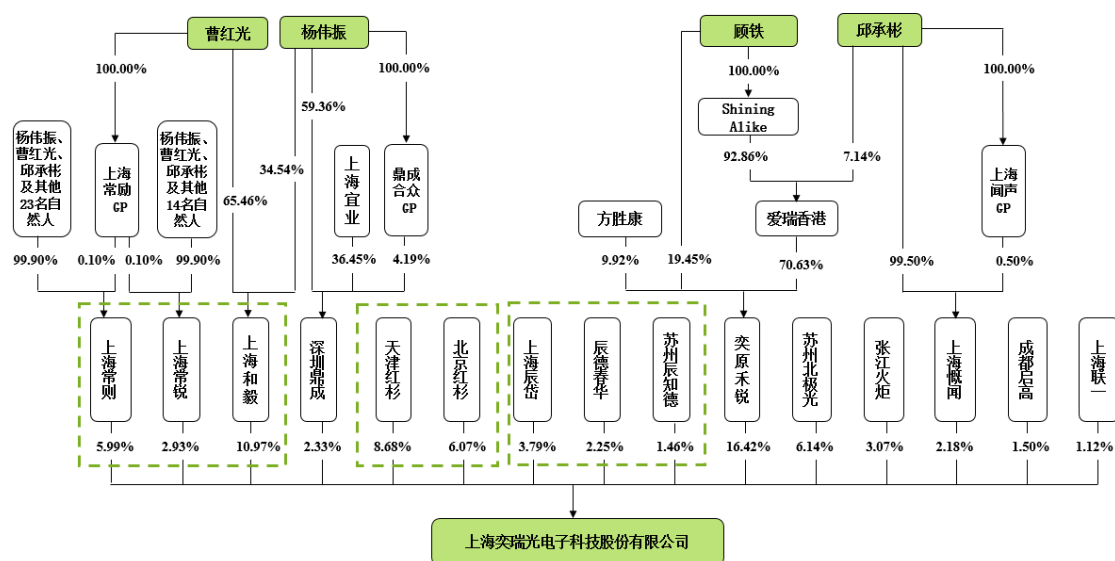 曹红光
杨伟振
顾铁
邱承彬
100.00%
100.00%
100.00%
100.00%
59.36%
Shining
Alike
杨伟振、
曹红光、
邱承彬
及其他
23名自
然人
上海
常励
GP
杨伟振、
曹红光、
邱承彬
及其他
14名自
然人
65.46%
34.54%
上海宜业
鼎成
合众
GP
92.86%
7.14%
上海
闻声
GP
方胜康
爱瑞香港
99.90%
0.10%
0.10%
99.90%
36.45%
4.19%
9.92%
19.45%
70.63%
99.50%
0.50%
上海常则
上海常锐
上海和毅
深圳鼎成
天津红杉
北京红杉
上海辰岱
辰德春华
苏州辰知德
奕原禾锐
苏州北极光
张江火炬
上海慨闻
成都启高
上海联一
5.99%
2.93%
10.97%
2.33%
8.68%
6.07%
3.79%
2.25%
1.46%
16.42%
6.14%
3.07%
2.18%
1.50%
1.12%
上海奕瑞光电子科技股份有限公司